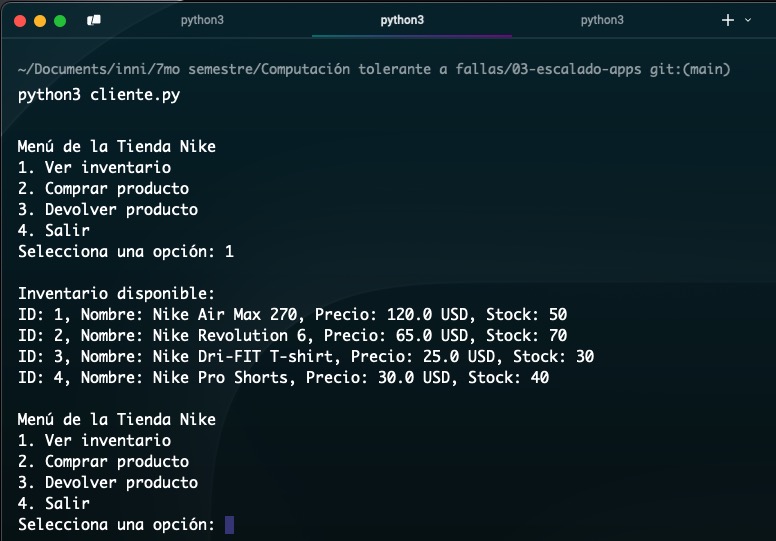 python3
python3
python3
~/Documents/inni/7mo semestre/Computación tolerante a fallas/03-escalado-apps git:(main)
python3 cliente.py
Menú de la Tienda Nike
1. Ver inventario
2. Comprar producto
3. Devolver producto
4. Salir
Selecciona una opción: 1
Inventario disponible:
ID: 1, Nombre: Nike Air Max 270, Precio: 120.0 USD, Stock: 50
ID: 2, Nombre: Nike Revolution 6, Precio: 65.0 USD, Stock: 70
ID: 3, Nombre: Nike Dri-FIT T-shirt, Precio: 25.0 USD, Stock: 30
ID: 4, Nombre: Nike Pro Shorts, Precio: 30.0 USD, Stock: 40
Menú de la Tienda Nike
1. Ver inventario
2. Comprar producto
3. Devolver producto
4. Salir
Selecciona una opción: